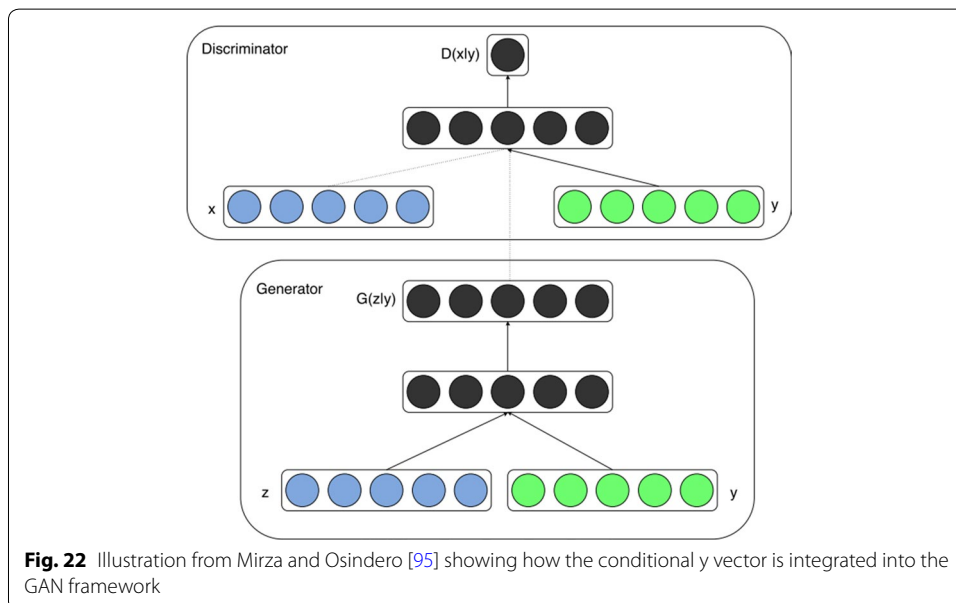 Discriminator
D(x|y)
x
y
Generator
G(z|y)
z
y
Fig. 22 Illustration from Mirza and Osindero [95] showing how the conditional y vector is integrated into the
GAN framework